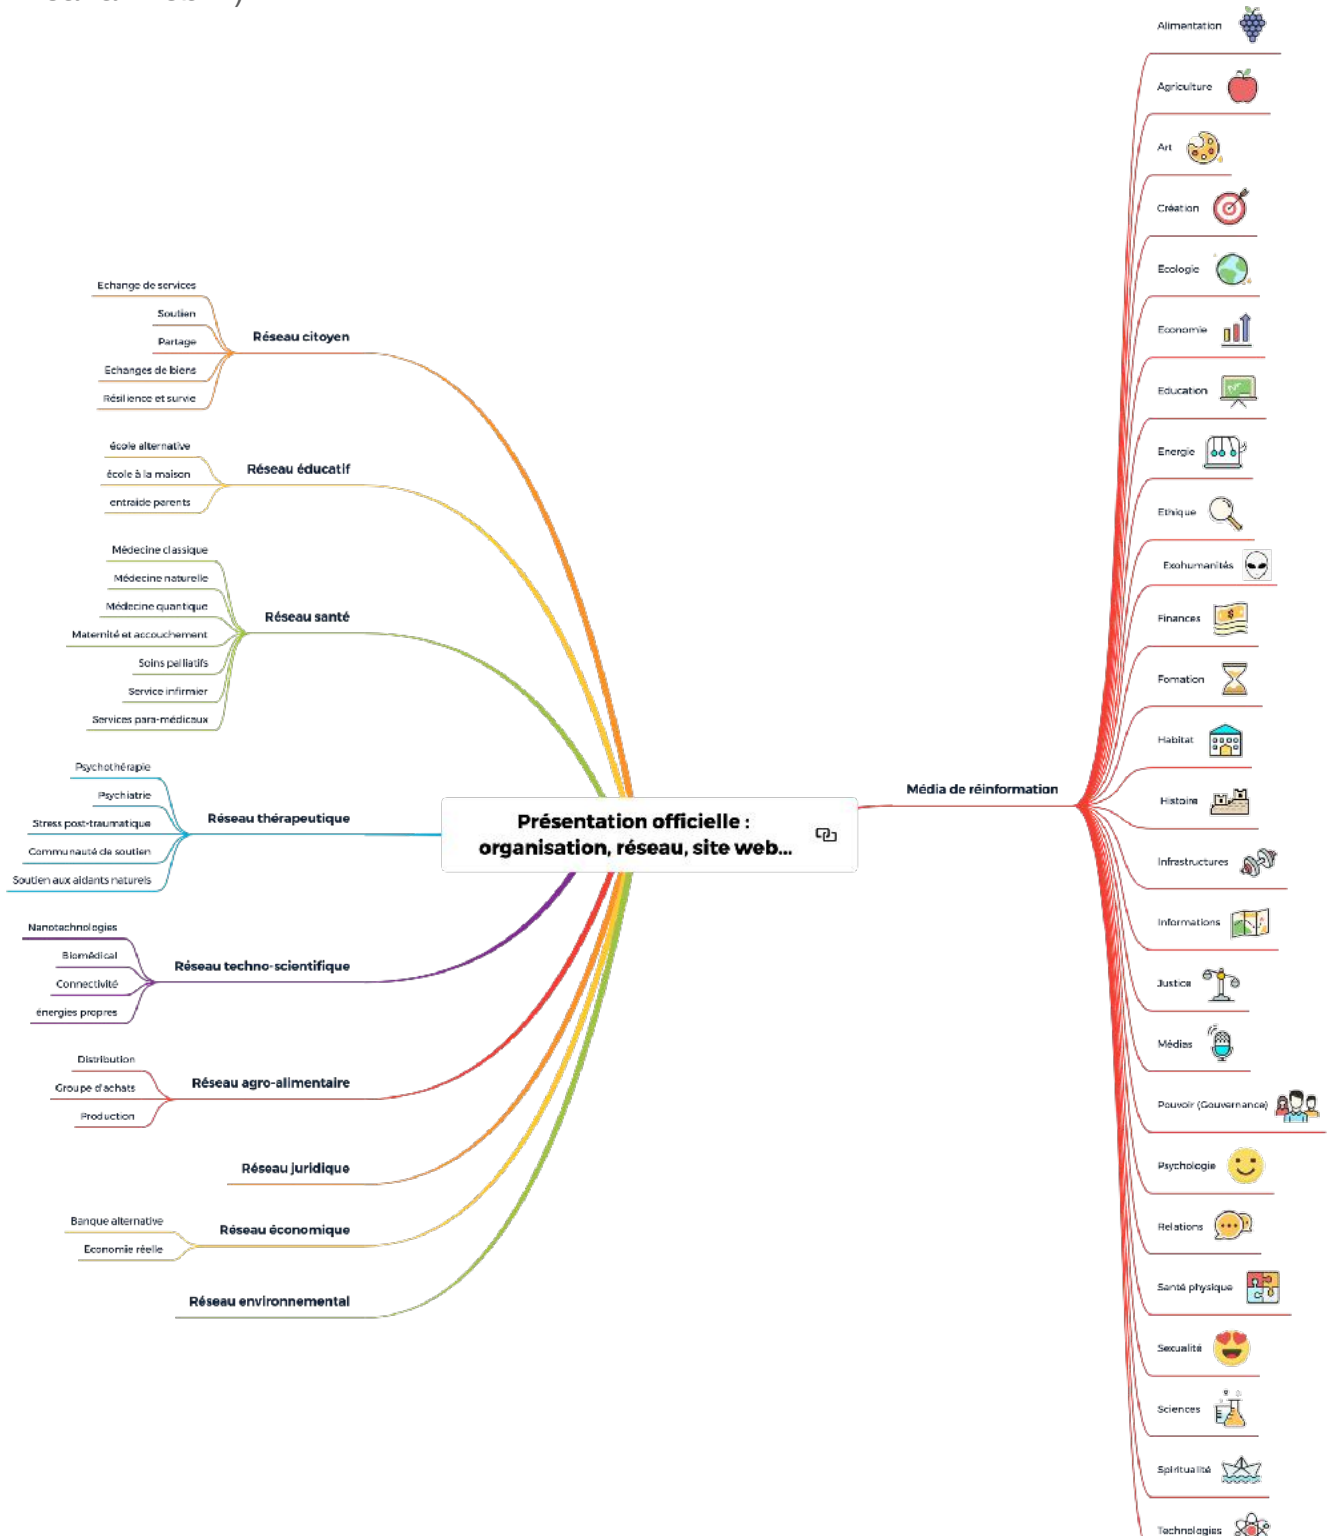 Présentation officielle :
organisation, réseau, site web...
Réseau citoyen
Echange de services
Soutien
Partage
Echanges de biens
Résilience et survie
Réseau éducatif
école alternative
école à la maison
entraide parents
Réseau santé
Médecine classique
Médecine naturelle
Médecine quantique
Maternité et accouchement
Soins palliatifs
Service infirmier
Services para-médicaux
Réseau thérapeutique
Psychothérapie
Psychiatrie
Stress post-traumatique
Communauté de soutien
Soutien aux aidants naturels
Réseau techno-scientifique
Nanotechnologies
Biomédical
Connectivité
énergies propres
Réseau agro-alimentaire
Distribution
Groupe d'achats
Production
Réseau juridique
Réseau économique
Banque alternative
Economie réelle
Réseau environnemental
Média de réinformation
Alimentation
Agriculture
Art
Création
Ecologie
Economie
Education
Energie
Ethique
Exohumanités
Finances
Fomation
Habitat
Histoire
Infrastructures
Informations
Justice
Médias
Pouvoir (Gouvernance)
Psychologie
Relations
Santé physique
Sexualité
Sciences
Spiritualité
Technologies